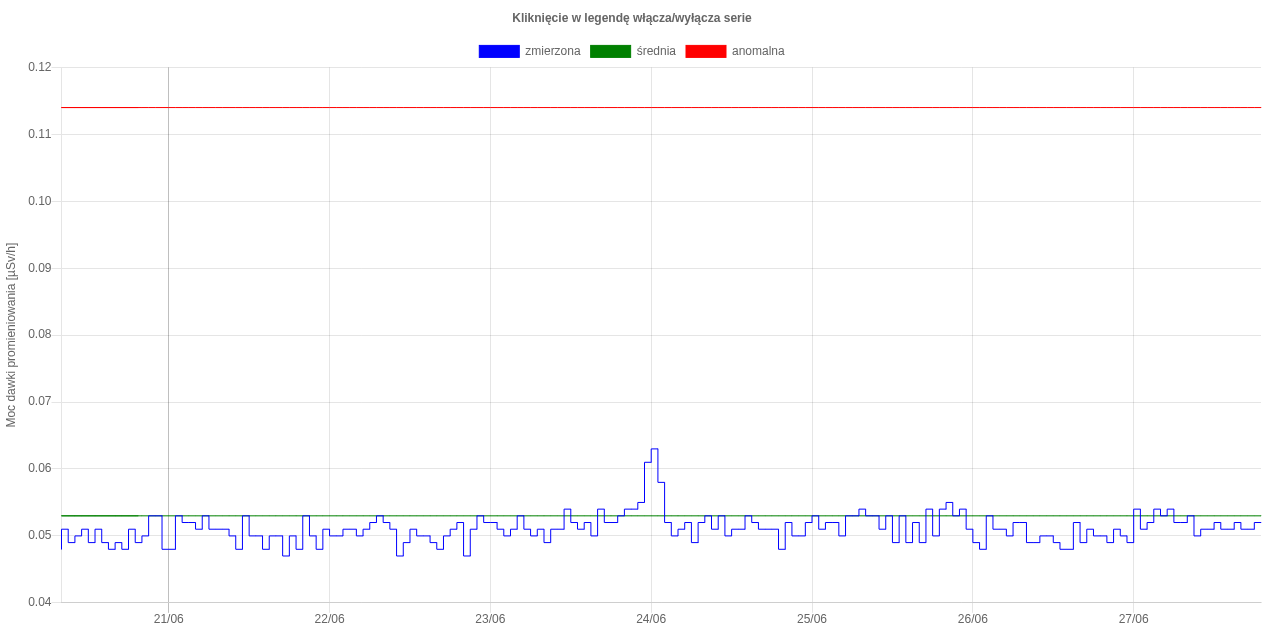 Kliknięcie w legendę włącza/wyłącza serie
zmierzona średnia anomalna
Moc dawki promieniowania [µSv/h]
0.12
0.11
0.10
0.09
0.08
0.07
0.06
0.05
0.04
21/06 22/06 23/06 24/06 25/06 26/06 27/06